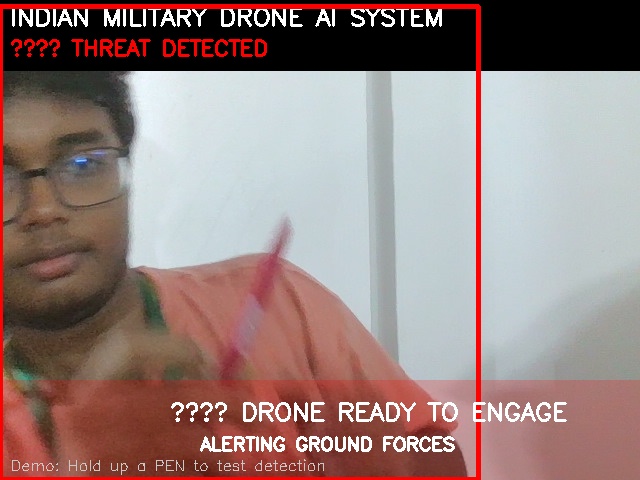 INDIAN MILITARY DRONE AI SYSTEM
???? THREAT DETECTED
???? DRONE READY TO ENGAGE
ALERTING GROUND FORCES
Demo: Hold up a PEN to test detection